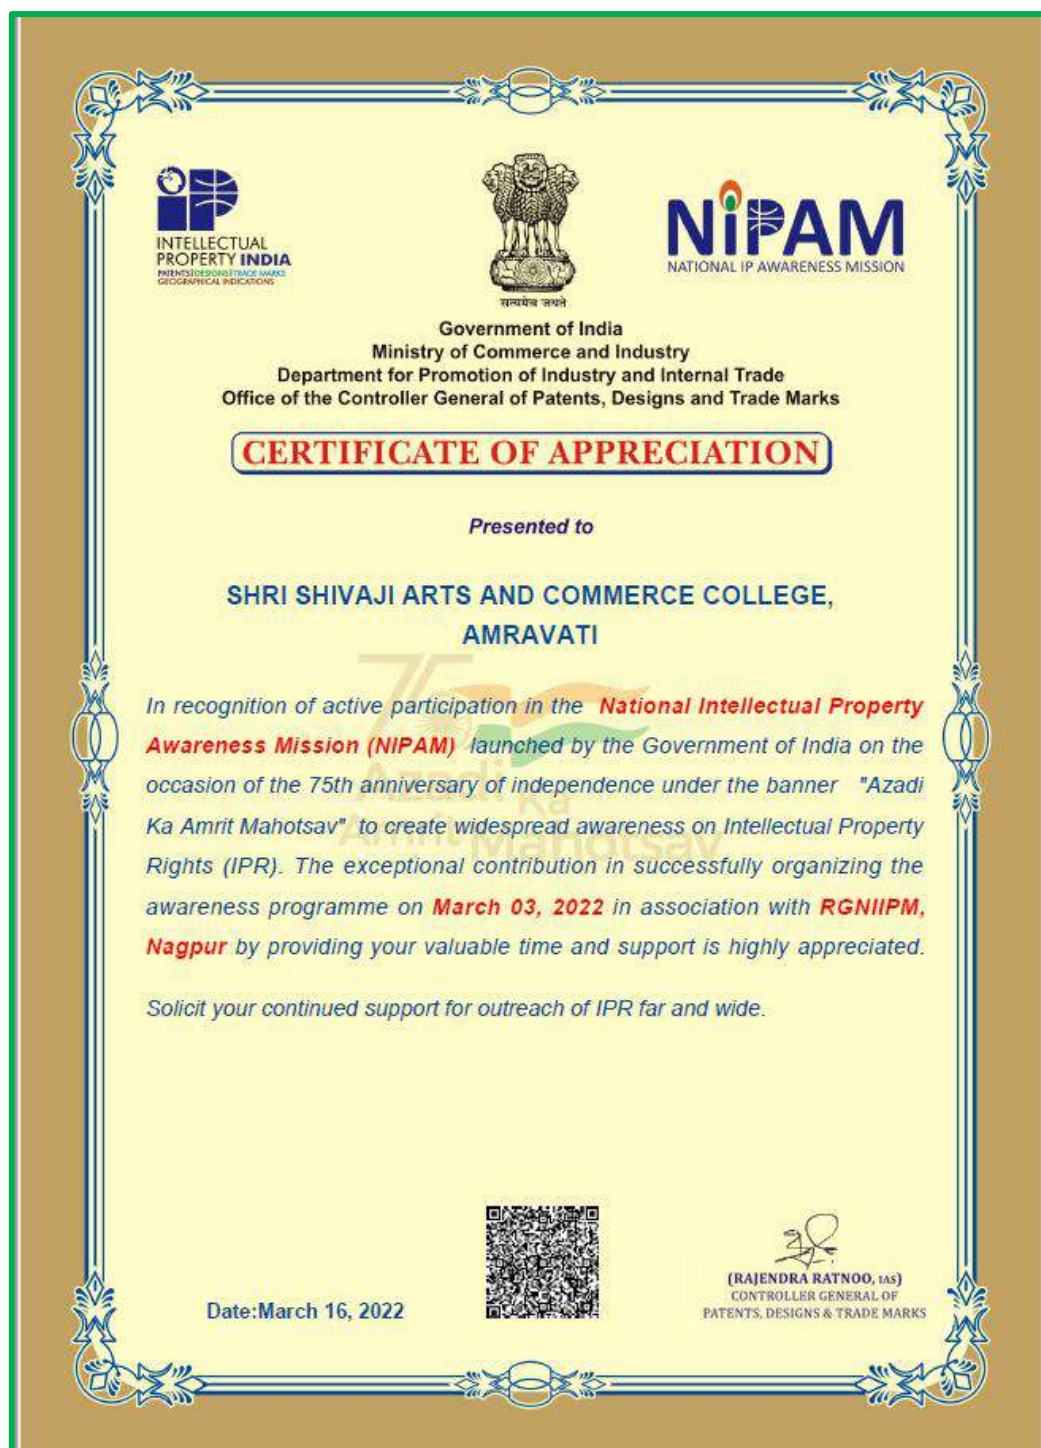 iP
INTELLECTUAL
PROPERTY INDIA
PATENTS|DESIGNS|TRADE MARKS
GEOGRAPHICAL INDICATIONS
सत्यमेव जयते
NiPAM
NATIONAL IP AWARENESS MISSION
Government of India
Ministry of Commerce and Industry
Department for Promotion of Industry and Internal Trade
Office of the Controller General of Patents, Designs and Trade Marks
CERTIFICATE OF APPRECIATION
Presented to
SHRI SHIVAJI ARTS AND COMMERCE COLLEGE,
AMRAVATI
75
Azadi Ka
Amrit Mahotsav
In recognition of active participation in the National Intellectual Property
Awareness Mission (NIPAM) launched by the Government of India on the
occasion of the 75th anniversary of independence under the banner "Azadi
Ka Amrit Mahotsav" to create widespread awareness on Intellectual Property
Rights (IPR). The exceptional contribution in successfully organizing the
awareness programme on March 03, 2022 in association with RGNIIPM,
Nagpur by providing your valuable time and support is highly appreciated.
Solicit your continued support for outreach of IPR far and wide.
Date:March 16, 2022
(RAJENDRA RATNOO, IAS)
CONTROLLER GENERAL OF
PATENTS, DESIGNS & TRADE MARKS